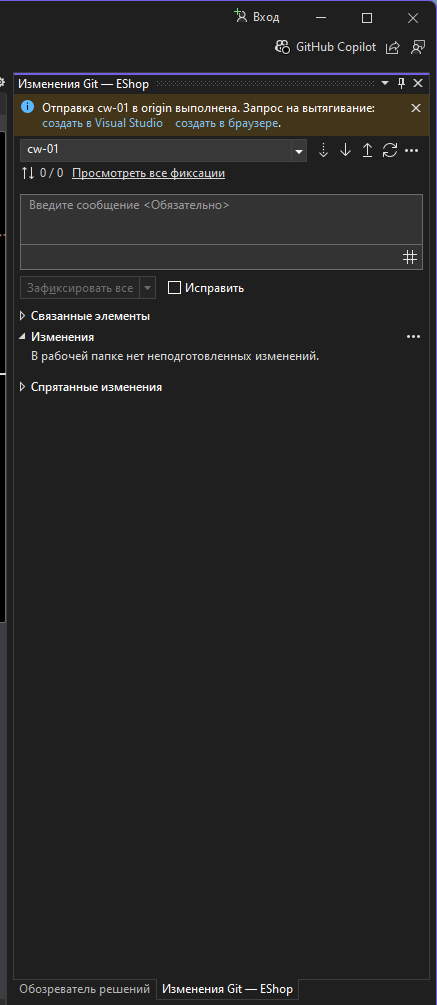 Вход
GitHub Copilot
Изменения Git — EShop
Отправка cw-01 в origin выполнена. Запрос на вытягивание:
создать в Visual Studio создать в браузере.
cw-01
0 / 0 Просмотреть все фиксации
Введите сообщение <Обязательно>
Зафиксировать все Исправить
Связанные элементы
Изменения
В рабочей папке нет неподготовленных изменений.
Спрятанные изменения
Обозреватель решений Изменения Git — EShop